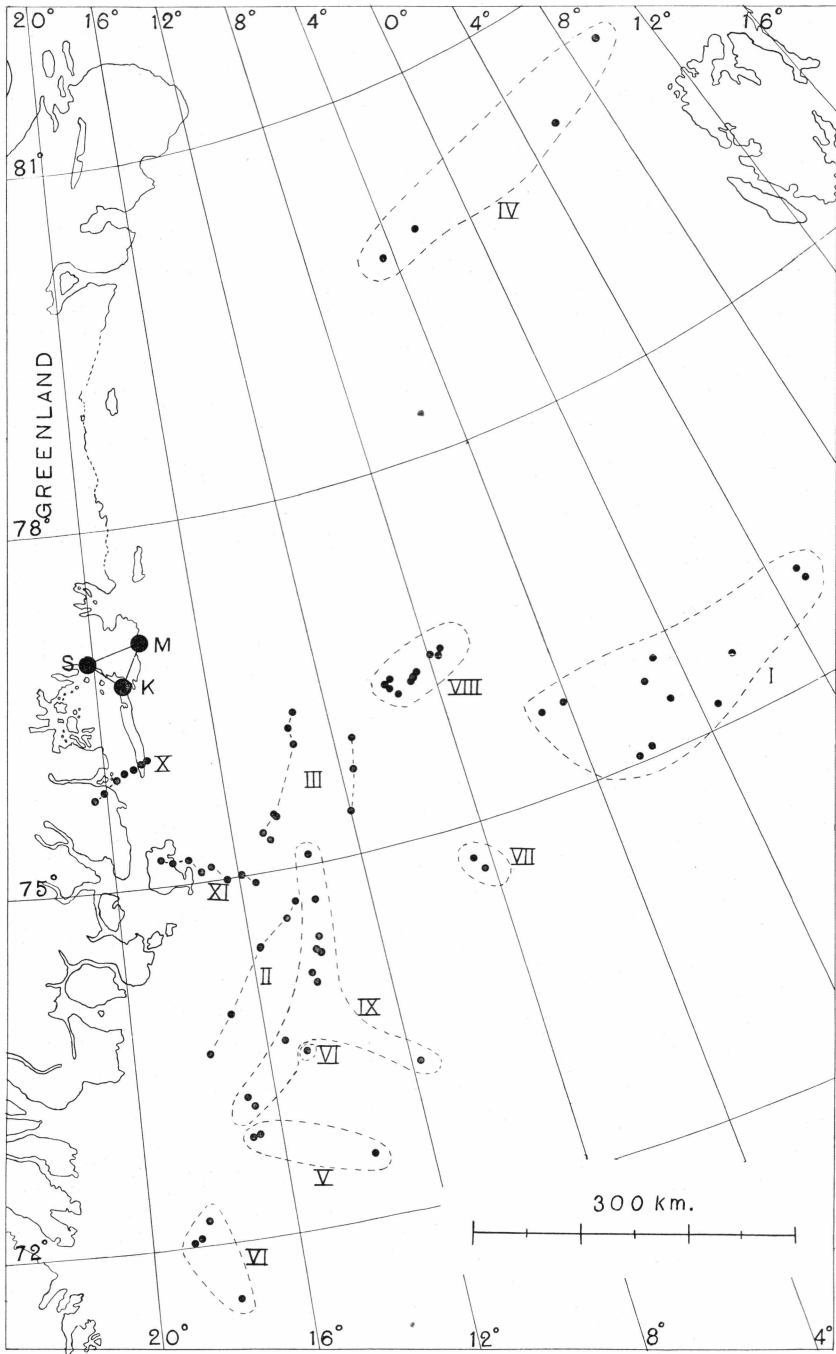 20° 16° 12° 8° 4° 0° 4° 8° 12° 16°
81°
IV
GREENLAND
78°
M
S
K
I
VIII
X
III
VII
75°
XI
II
IX
VI
V
300 km.
72°
VI
20° 16° 12° 8° 4°